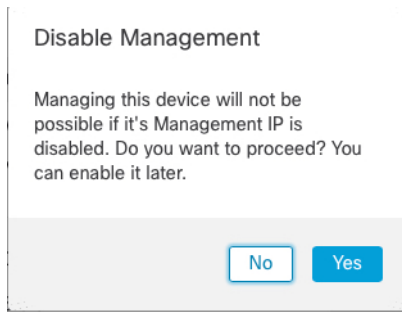 Disable Management
Managing this device will not be
possible if it's Management IP is
disabled. Do you want to proceed? You
can enable it later.
No
Yes